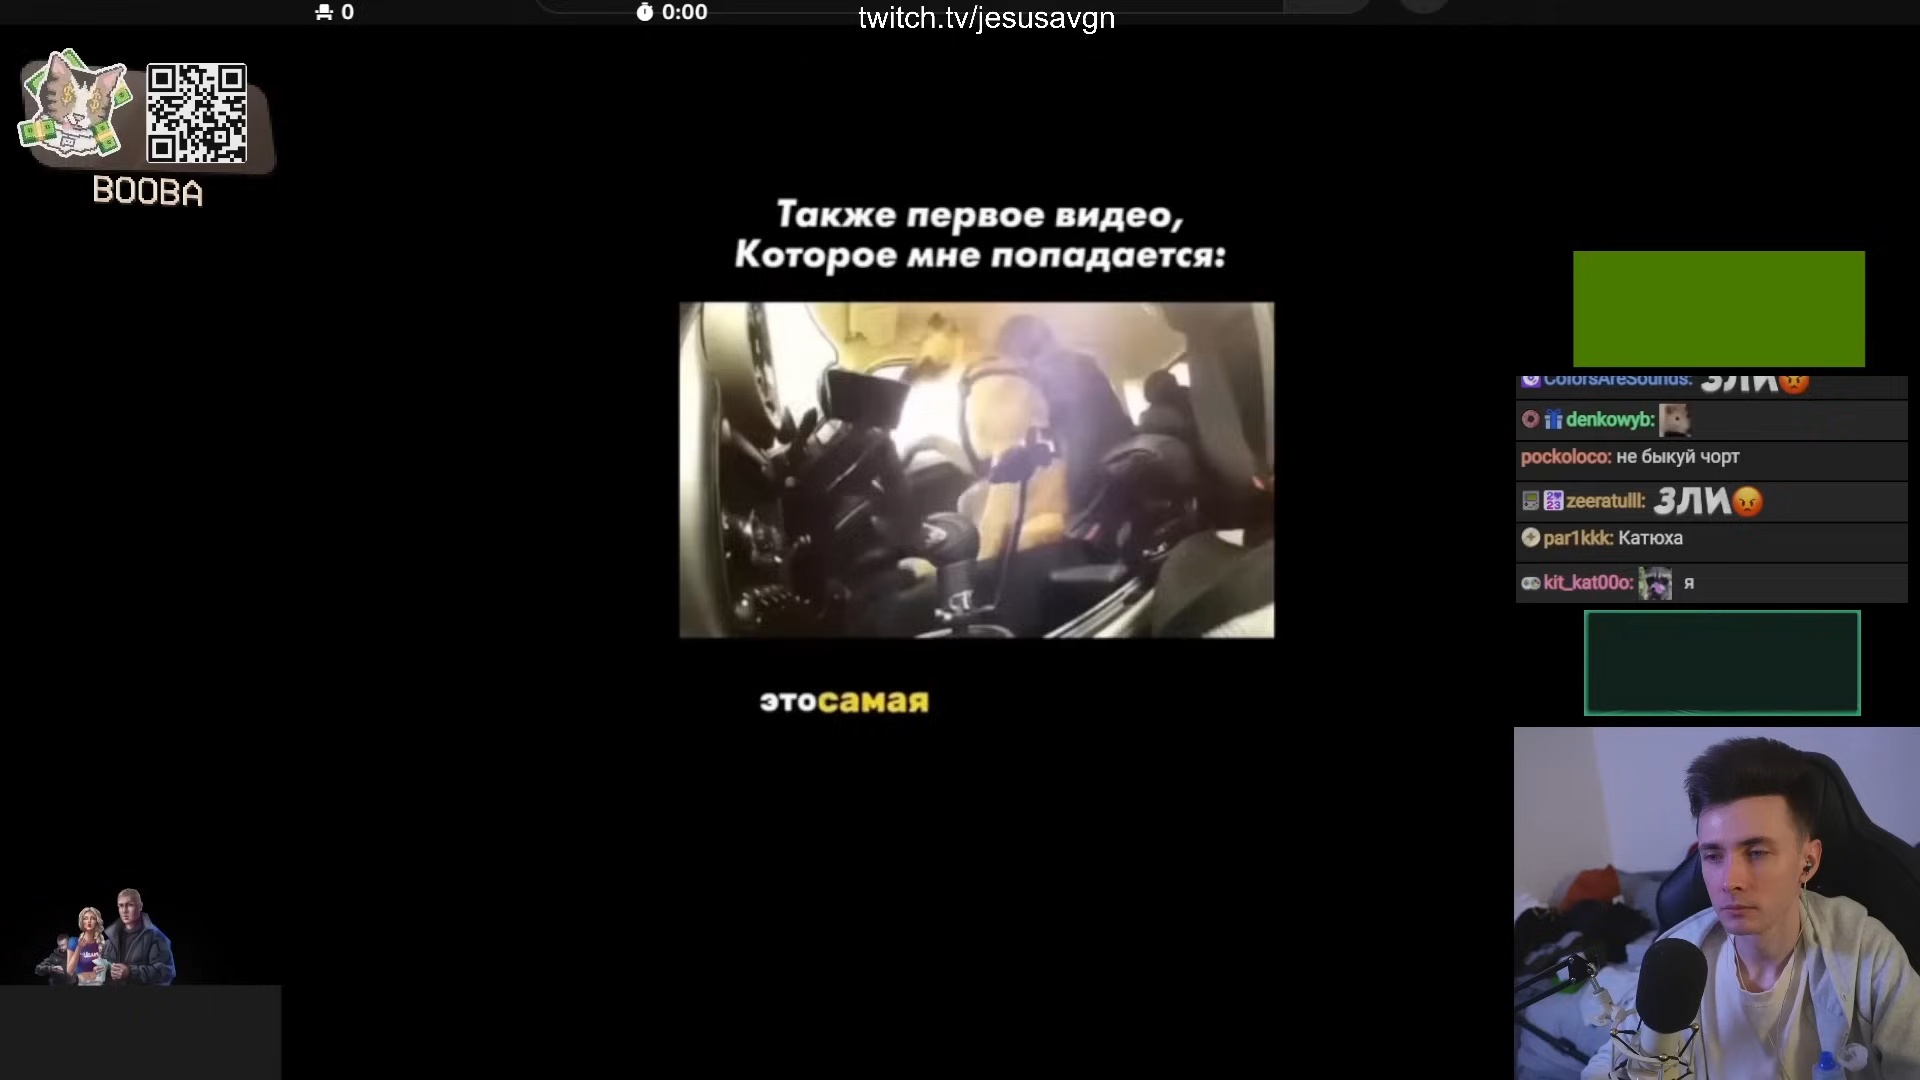 0
0:00
twitch.tv/jesusavgn
BOOBA
Также первое видео,
Которое мне попадается:
этосамая
ColorsAreSounds: ЗЛИ
denkowyb:
pockoloco: не быкуй чорт
zeeratulll: ЗЛИ
par1kkk: Катюха
kit_kat00o: я